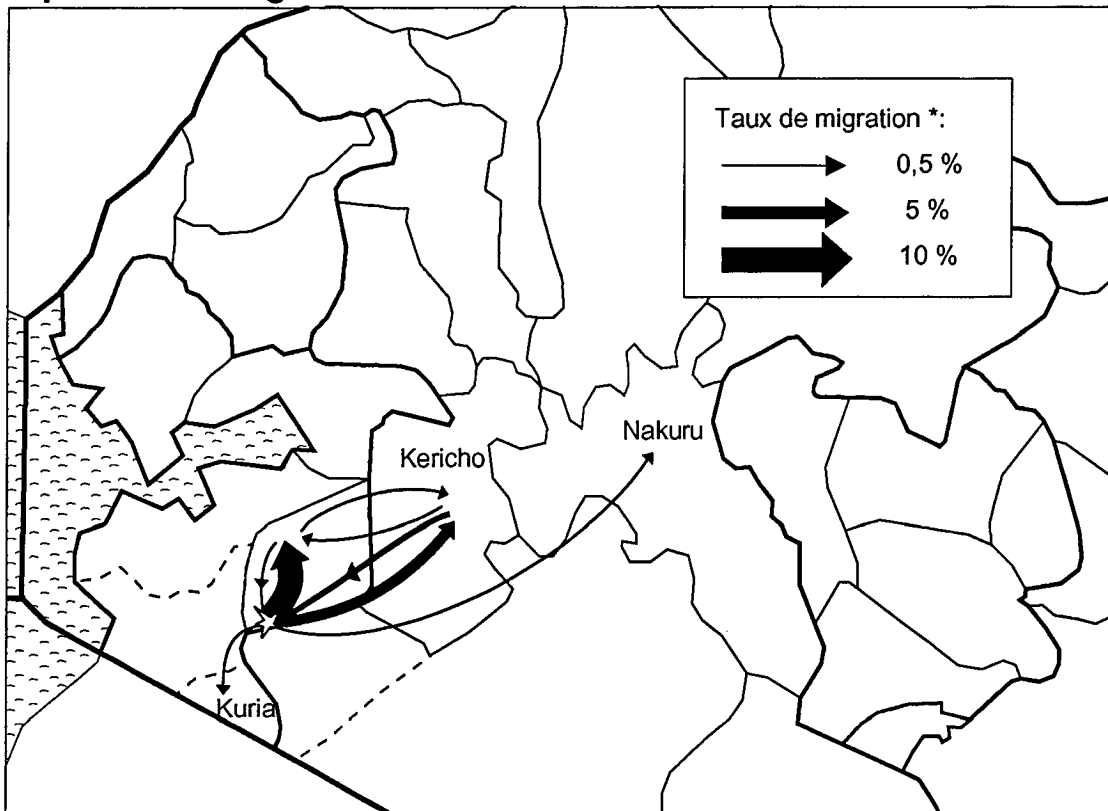 Taux de migration *:
0,5 %
5 %
10 %
Nakuru
Kericho
Kuria